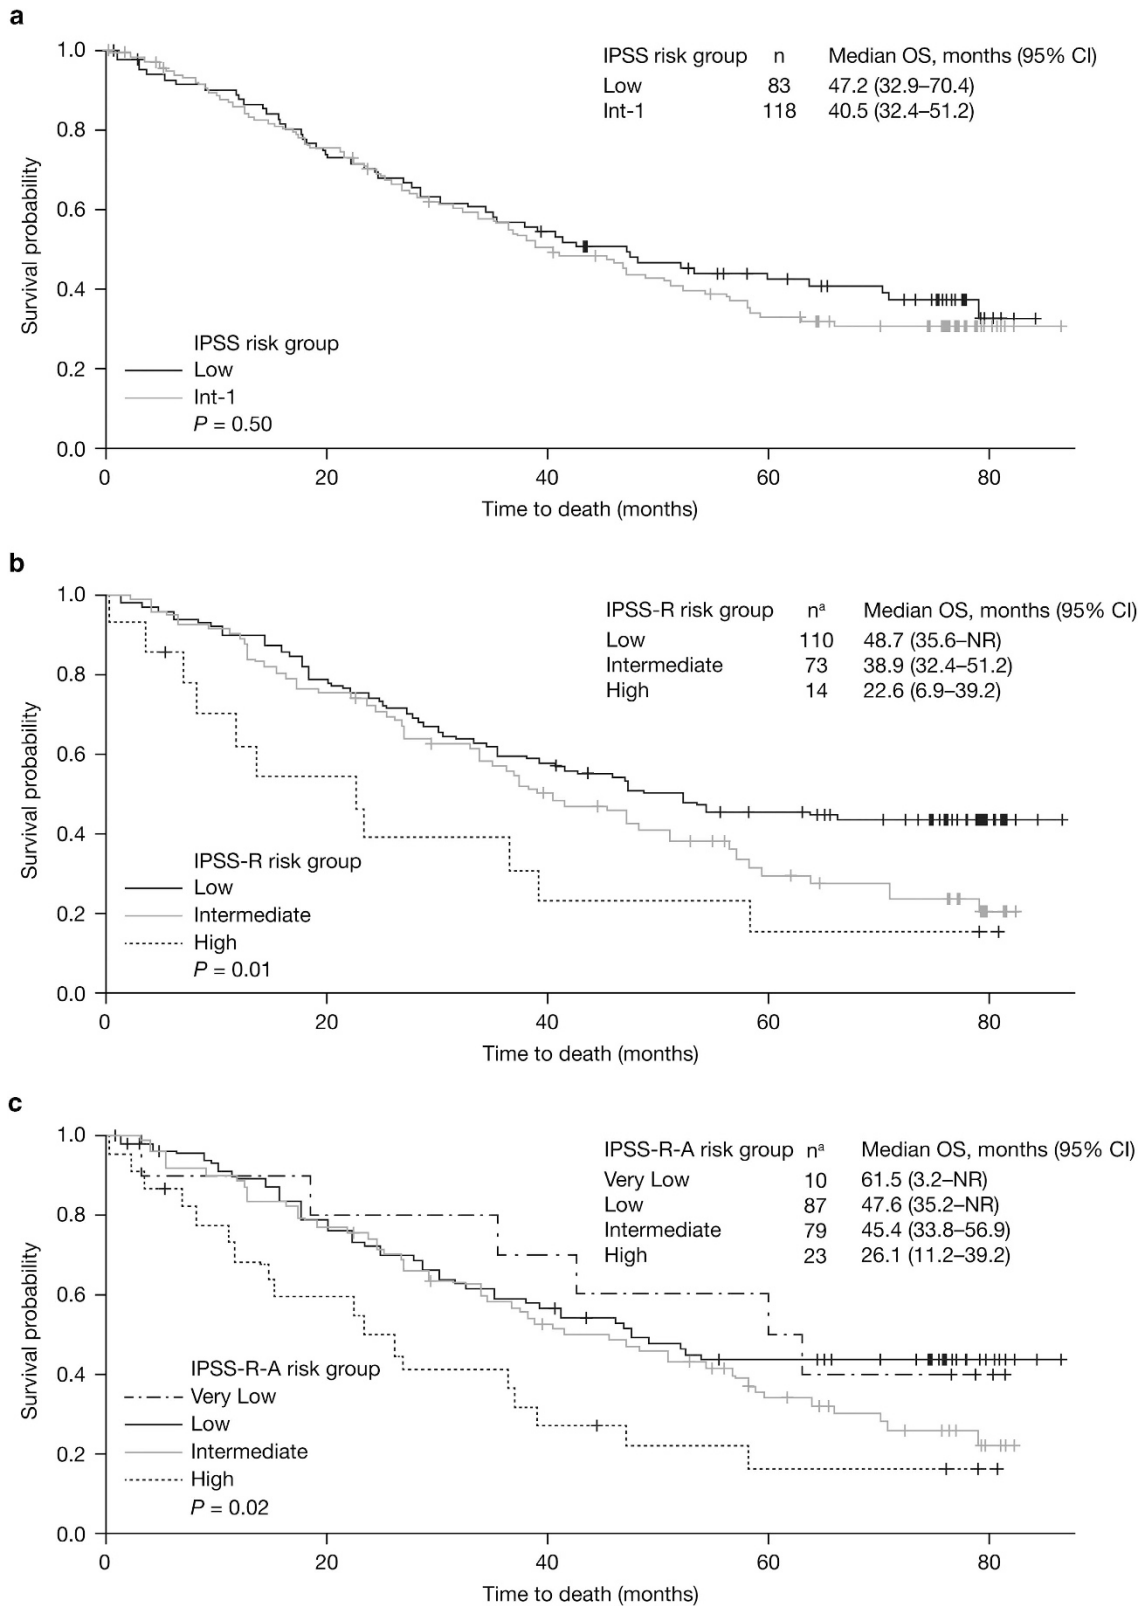 a
IPSS risk group n Median OS, months (95% CI)
Low 83 47.2 (32.9–70.4)
Int-1 118 40.5 (32.4–51.2)
1.0
0.8
0.6
0.4
0.2
0.0
Survival probability
IPSS risk group
Low
Int-1
P = 0.50
0 20 40 60 80
Time to death (months)
b
IPSS-R risk group nᵃ Median OS, months (95% CI)
Low 110 48.7 (35.6–NR)
Intermediate 73 38.9 (32.4–51.2)
High 14 22.6 (6.9–39.2)
1.0
0.8
0.6
0.4
0.2
0.0
Survival probability
IPSS-R risk group
Low
Intermediate
High
P = 0.01
0 20 40 60 80
Time to death (months)
c
IPSS-R-A risk group nᵃ Median OS, months (95% CI)
Very Low 10 61.5 (3.2–NR)
Low 87 47.6 (35.2–NR)
Intermediate 79 45.4 (33.8–56.9)
High 23 26.1 (11.2–39.2)
1.0
0.8
0.6
0.4
0.2
0.0
Survival probability
IPSS-R-A risk group
Very Low
Low
Intermediate
High
P = 0.02
0 20 40 60 80
Time to death (months)